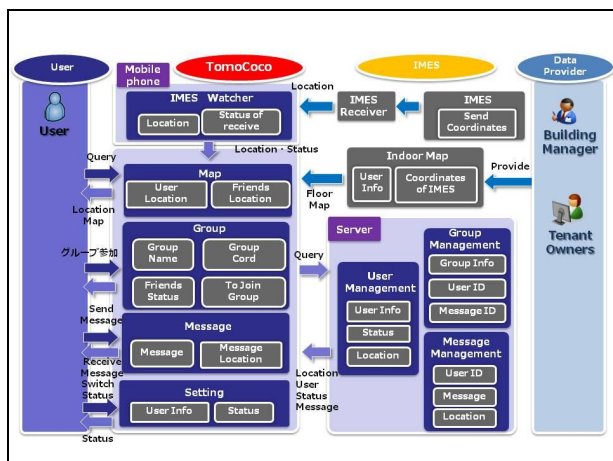 User
Mobile
phone
TomoCoco
IMES
Data
Provider
User
IMES Watcher
Location
Status of
receive
Location
IMES
Receiver
IMES
Send
Coordinates
Building
Manager
Location・Status
Query
Location
Map
Map
User
Location
Friends
Location
Floor
Map
Indoor Map
User
Info
Coordinates
of IMES
Provide
Tenant
Owners
グループ参加
Group
Group
Name
Group
Cord
Friends
Status
To Join
Group
Query
Server
User
Management
User Info
Status
Location
Group
Management
Group Info
User ID
Message ID
Send
Message
Receive
Message
Message
Message
Message
Location
Location
User
Status
Message
Message
Management
User ID
Message
Location
Switch
Status
Status
Setting
User Info
Status